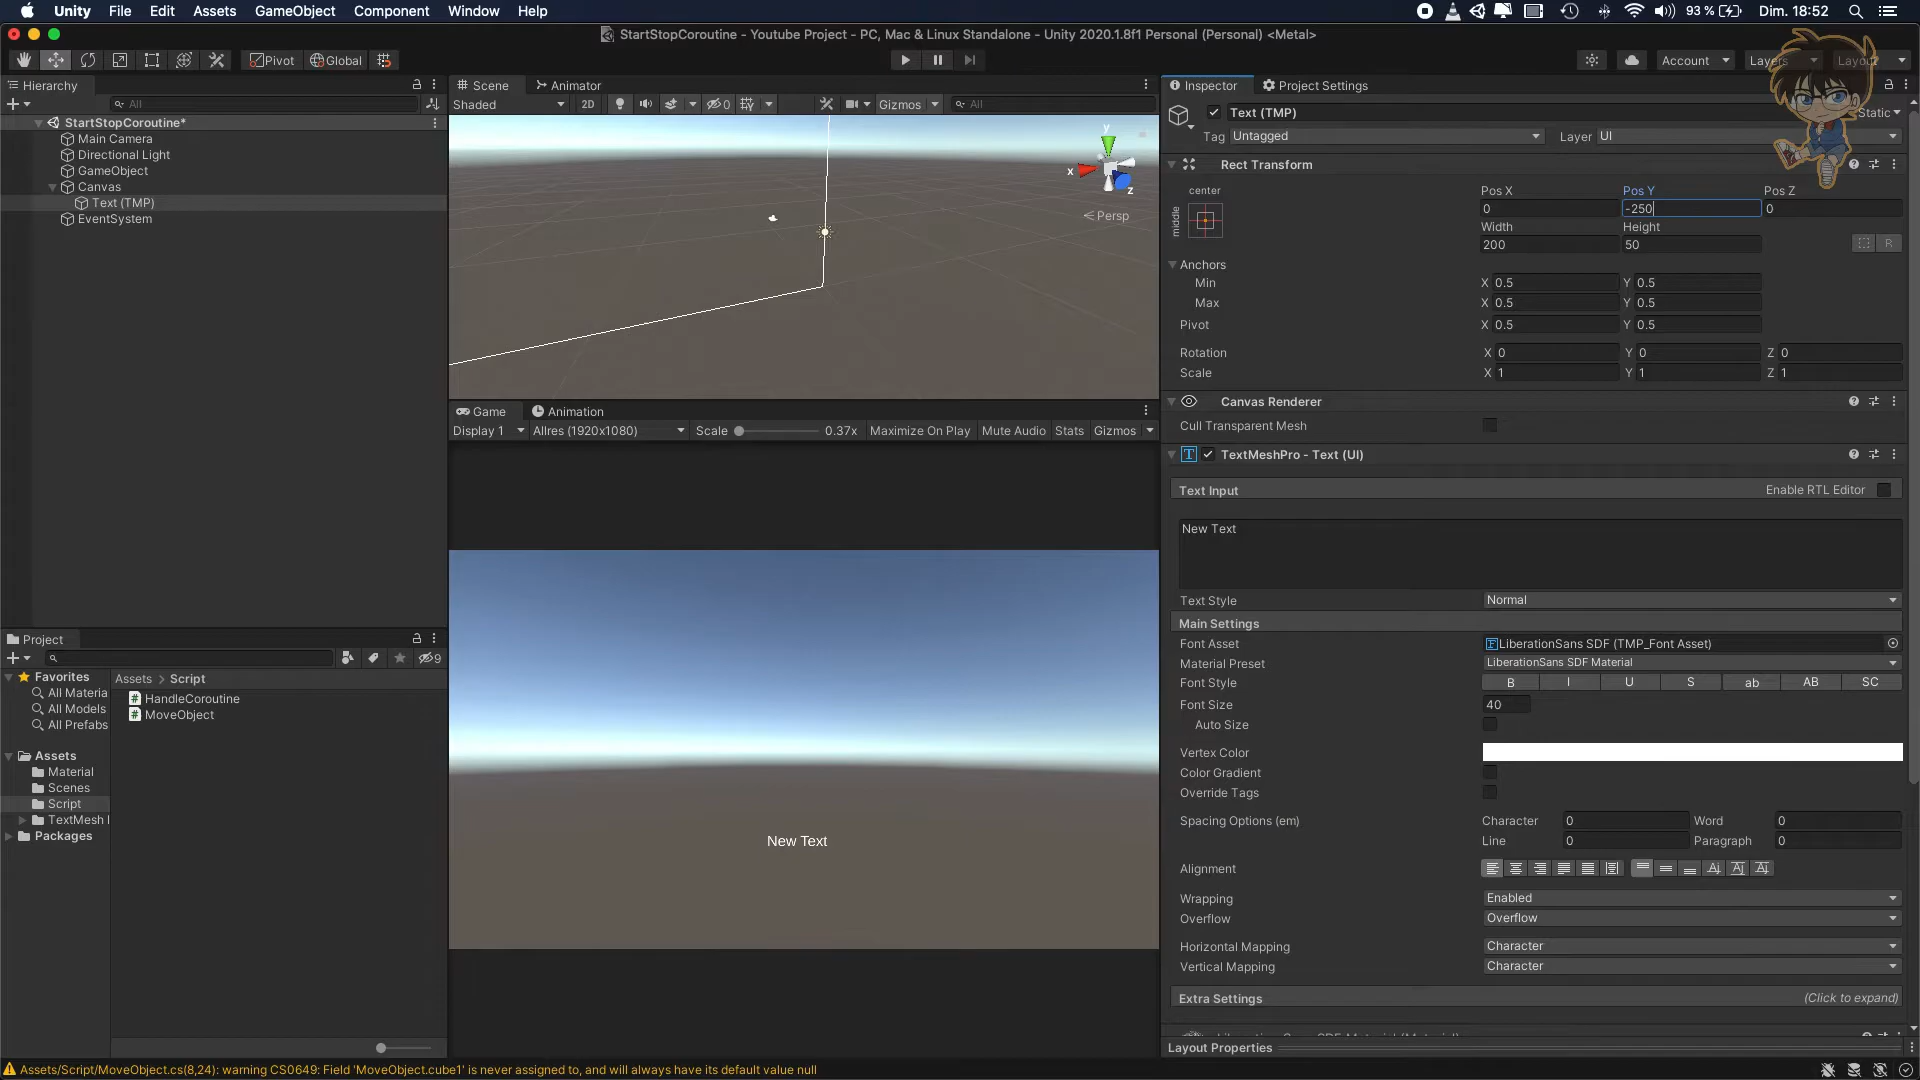 Unity File Edit Assets GameObject Component Window Help 93 % Dim. 18:52
StartStopCoroutine - Youtube Project - PC, Mac & Linux Standalone - Unity 2020.1.8f1 Personal (Personal) <Metal>
Pivot Global Account Layers Layout
Hierarchy
All
StartStopCoroutine*
Main Camera
Directional Light
GameObject
Canvas
Text (TMP)
EventSystem
Scene Animator
Shaded 2D 0 Gizmos All
y
x
z
Persp
Game Animation
Display 1 Allres (1920x1080) Scale 0.37x Maximize On Play Mute Audio Stats Gizmos
New Text
Project
9
Favorites
All Materia
All Models
All Prefabs
Assets
Material
Scenes
Script
TextMesh
Packages
Assets > Script
HandleCoroutine
MoveObject
Inspector Project Settings
Text (TMP) Static
Tag Untagged Layer UI
Rect Transform
center
middle
Pos X Pos Y Pos Z
0 -250 0
Width Height
200 50
R
Anchors
Min X 0.5 Y 0.5
Max X 0.5 Y 0.5
Pivot X 0.5 Y 0.5
Rotation X 0 Y 0 Z 0
Scale X 1 Y 1 Z 1
Canvas Renderer
Cull Transparent Mesh
TextMeshPro - Text (UI)
Text Input Enable RTL Editor
New Text
Text Style Normal
Main Settings
Font Asset LiberationSans SDF (TMP_Font Asset)
Material Preset LiberationSans SDF Material
Font Style B I U S ab AB SC
Font Size 40
Auto Size
Vertex Color
Color Gradient
Override Tags
Spacing Options (em) Character 0 Word 0
Line 0 Paragraph 0
Alignment
Wrapping Enabled
Overflow Overflow
Horizontal Mapping Character
Vertical Mapping Character
Extra Settings (Click to expand)
Layout Properties
Assets/Script/MoveObject.cs(8,24): warning CS0649: Field 'MoveObject.cube1' is never assigned to, and will always have its default value null